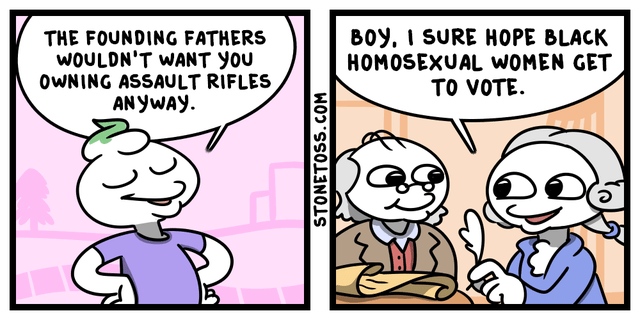 THE FOUNDING FATHERS
WOULDN'T WANT YOU
OWNING ASSAULT RIFLES
ANYWAY.
STONETOSS.COM
BOY, I SURE HOPE BLACK
HOMOSEXUAL WOMEN GET
TO VOTE.